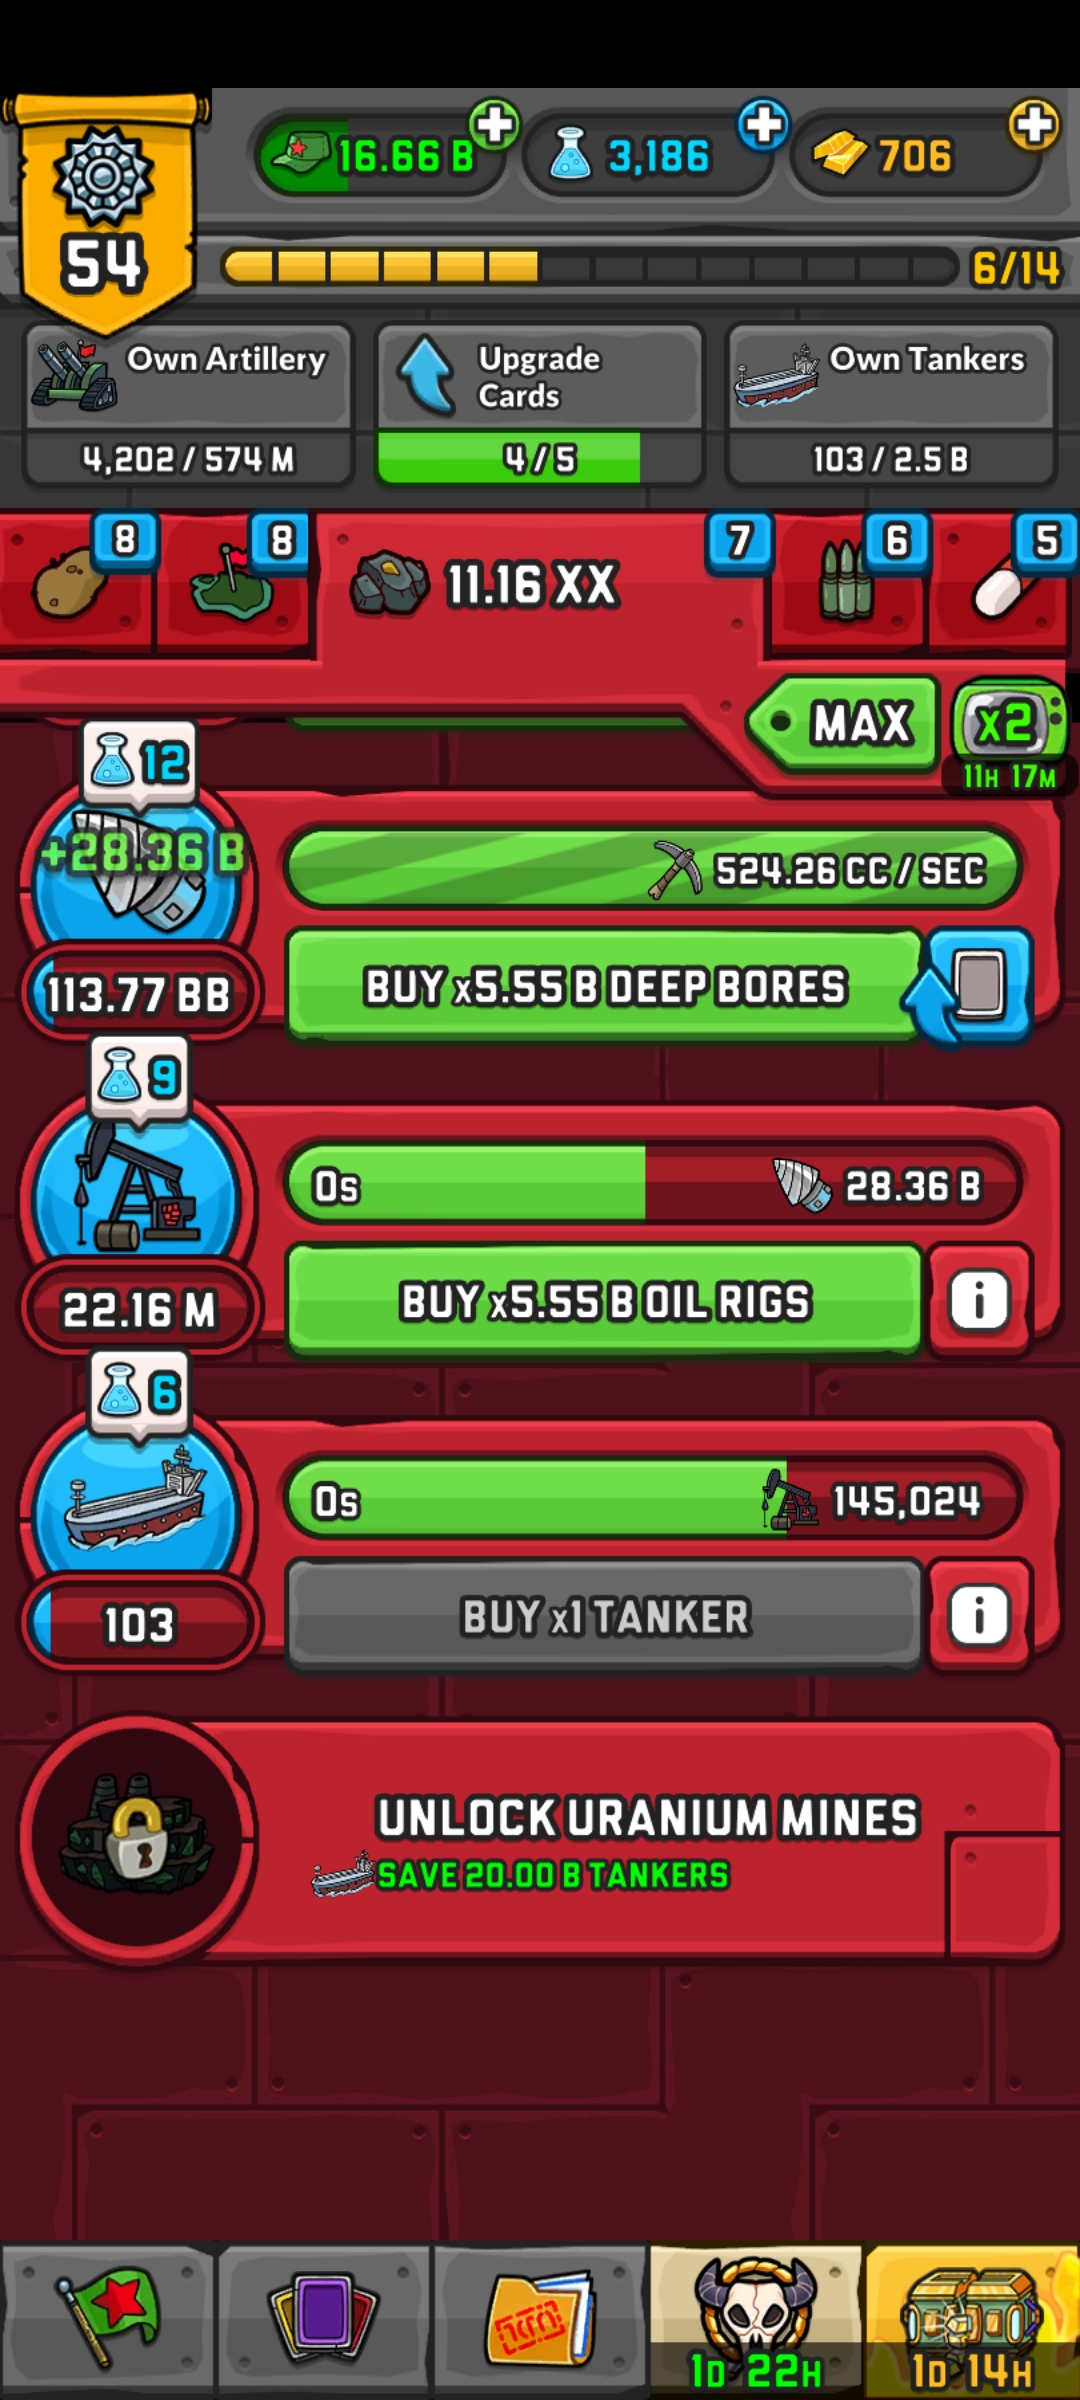 16.66 B
3,186
706
54
6/14
Own Artillery
4,202 / 574 M
Upgrade
Cards
4 / 5
Own Tankers
103 / 2.5 B
8
8
11.16 XX
7
6
5
MAX
x2
11H 17M
12
+28.36 B
524.26 CC / SEC
113.77 BB
BUY x5.55 B DEEP BORES
9
0s
28.36 B
22.16 M
BUY x5.55 B OIL RIGS
i
6
0s
145,024
103
BUY x1 TANKER
i
UNLOCK URANIUM MINES
SAVE 20.00 B TANKERS
1D 22H
1D 14H